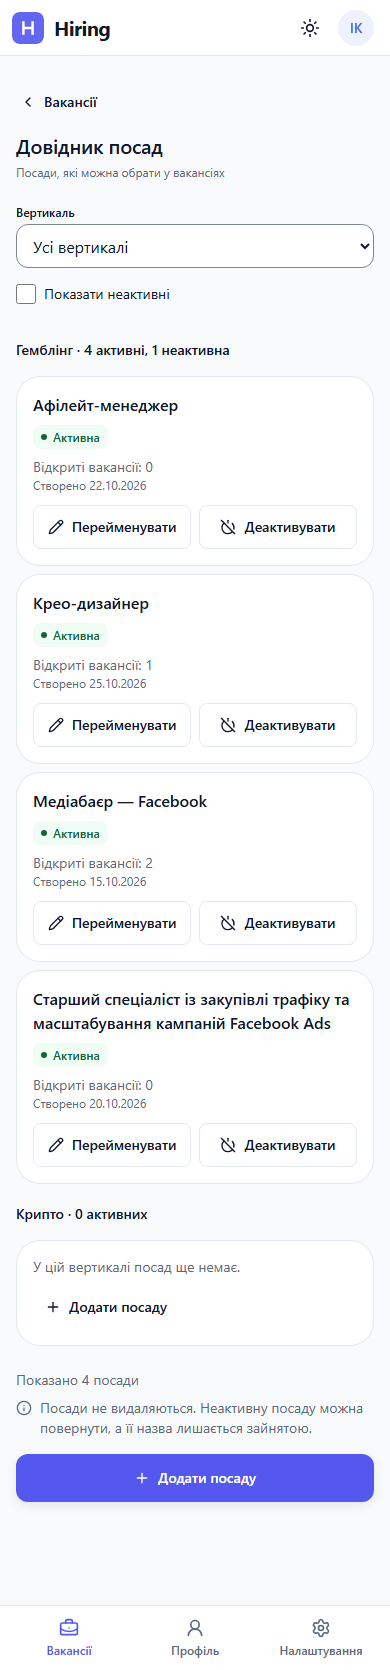 H Hiring
ІК
Вакансії
Довідник посад
Посади, які можна обрати у вакансіях
Вертикаль
Усі вертикалі
Показати неактивні
Гемблінг · 4 активні, 1 неактивна
Афілейт-менеджер
Активна
Відкриті вакансії: 0
Створено 22.10.2026
Перейменувати
Деактивувати
Крео-дизайнер
Активна
Відкриті вакансії: 1
Створено 25.10.2026
Перейменувати
Деактивувати
Медіабаєр — Facebook
Активна
Відкриті вакансії: 2
Створено 15.10.2026
Перейменувати
Деактивувати
Старший спеціаліст із закупівлі трафіку та
масштабування кампаній Facebook Ads
Активна
Відкриті вакансії: 0
Створено 20.10.2026
Перейменувати
Деактивувати
Крипто · 0 активних
У цій вертикалі посад ще немає.
Додати посаду
Показано 4 посади
Посади не видаляються. Неактивну посаду можна
повернути, а її назва лишається зайнятою.
Додати посаду
Вакансії
Профіль
Налаштування